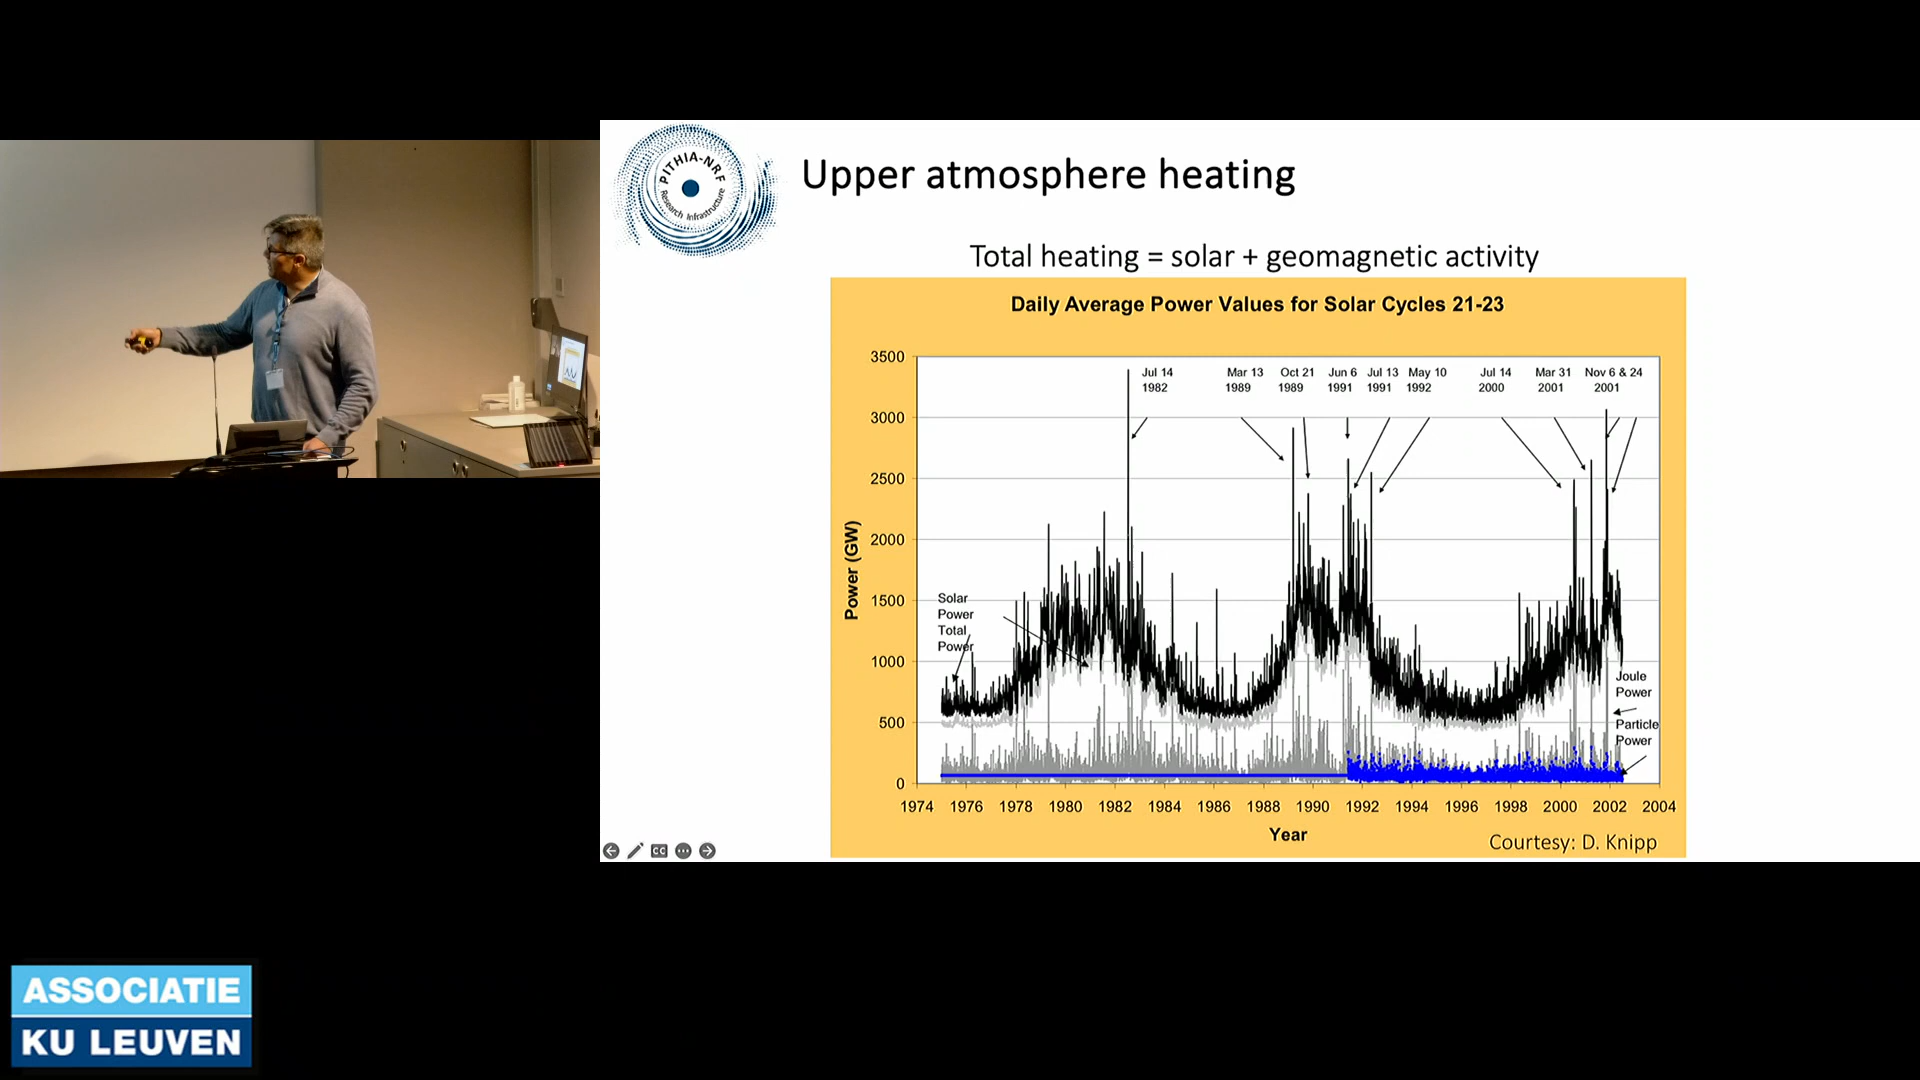 PITHIA-NRF
Research Infrastructure
Upper atmosphere heating
Total heating = solar + geomagnetic activity
Daily Average Power Values for Solar Cycles 21-23
3500
3000
2500
2000
1500
1000
500
0
Power (GW)
Jul 14
1982
Mar 13
1989
Oct 21
1989
Jun 6
1991
Jul 13
1991
May 10
1992
Jul 14
2000
Mar 31
2001
Nov 6 & 24
2001
Solar
Power
Total
Power
Joule
Power
Particle
Power
1974 1976 1978 1980 1982 1984 1986 1988 1990 1992 1994 1996 1998 2000 2002 2004
Year
Courtesy: D. Knipp
CC
ASSOCIATIE
KU LEUVEN